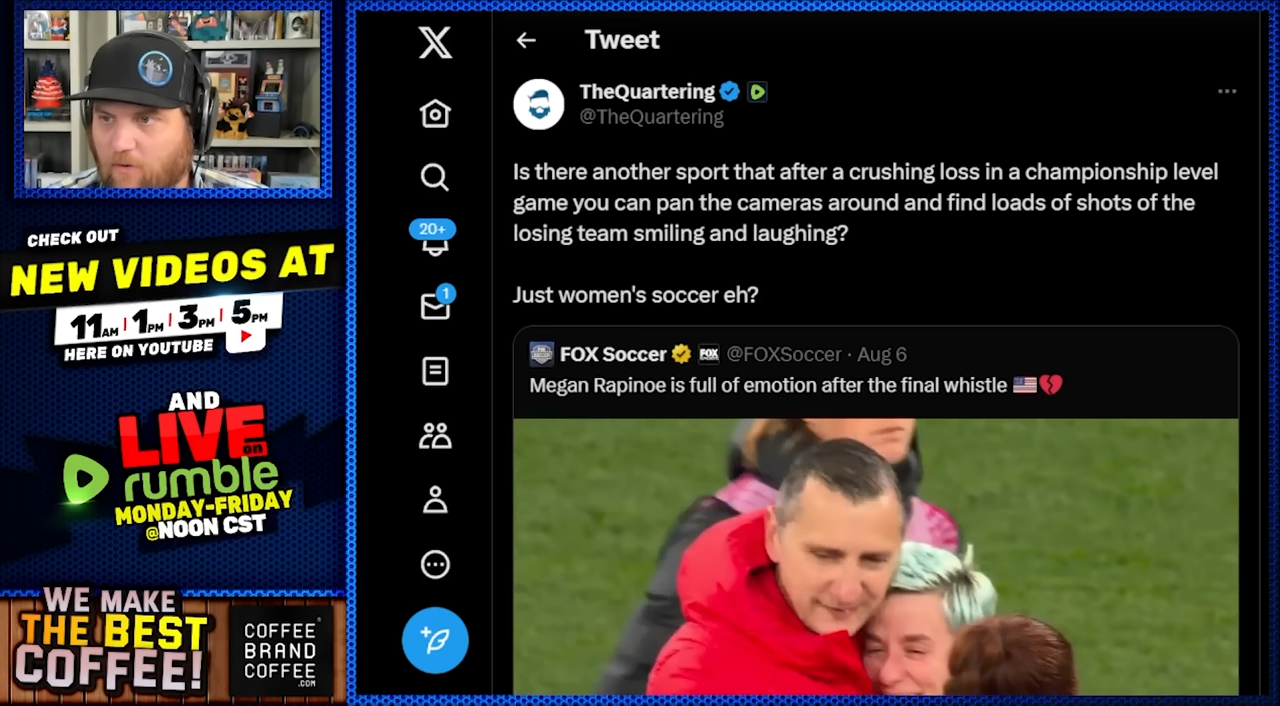 CHECK OUT
NEW VIDEOS AT
11AM | 1PM | 3PM | 5PM
HERE ON YOUTUBE
AND
LIVE on
rumble
MONDAY-FRIDAY
@NOON CST
WE MAKE
THE BEST
COFFEE!
COFFEE
BRAND
COFFEE
.COM
20+
1
Tweet
TheQuartering
@TheQuartering
Is there another sport that after a crushing loss in a championship level
game you can pan the cameras around and find loads of shots of the
losing team smiling and laughing?
Just women's soccer eh?
FOX Soccer FOX @FOXSoccer · Aug 6
Megan Rapinoe is full of emotion after the final whistle 🇺🇸💔